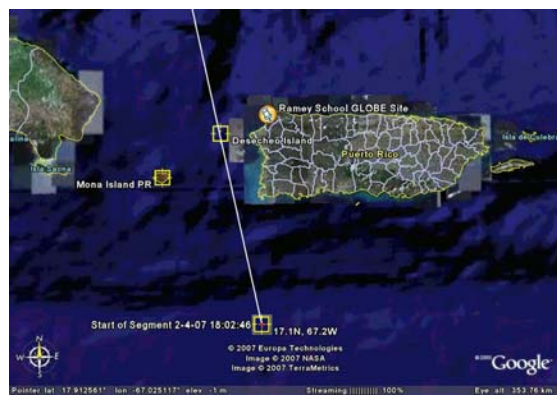 Ramey School GLOBE Site
Desecheo Island
Isla de Culebra
Puerto Rico
Isla Saona
Mona Island PR
Start of Segment 2-4-07 18:02:46
17.1N, 67.2W
N
W E
S
© 2007 Europa Technologies
Image © 2007 NASA
Image © 2007 TerraMetrics
©2007 Google™
Pointer lat 17.912561° lon -67.025117° elev -1 m Streaming |||||||||| 100% Eye alt 353.76 km